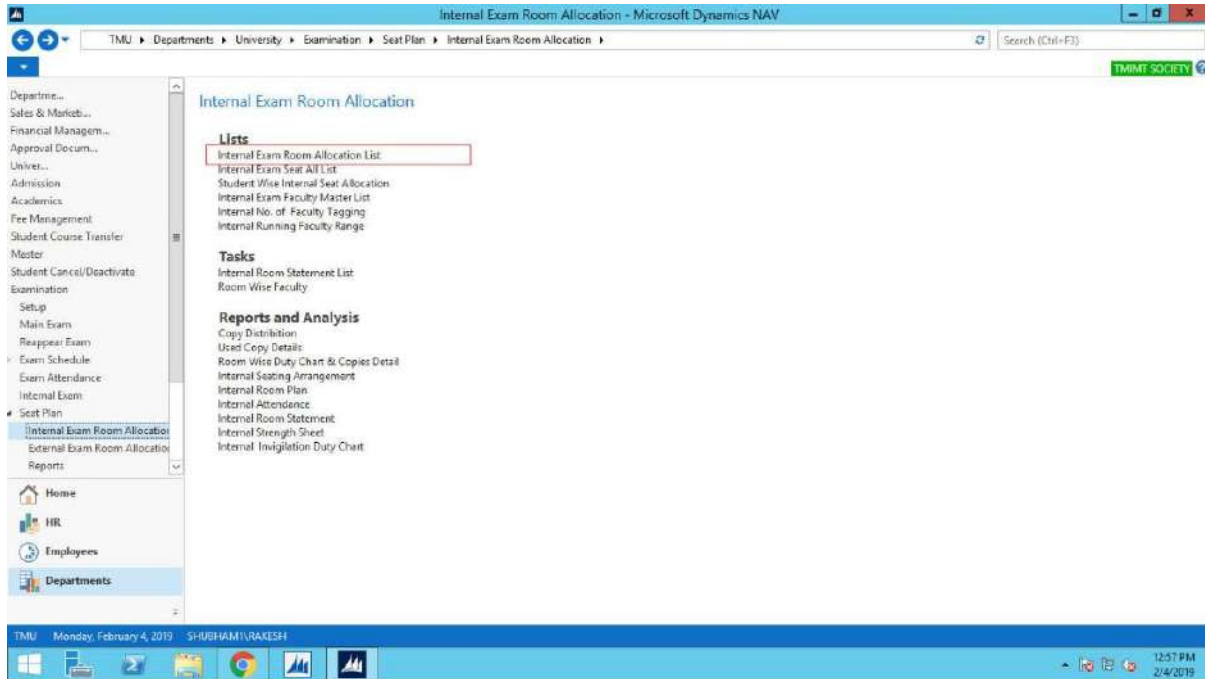 Internal Exam Room Allocation - Microsoft Dynamics NAV
TMU ▸ Departments ▸ University ▸ Examination ▸ Seat Plan ▸ Internal Exam Room Allocation ▸
Search (Ctrl+F3)
TMIMT SOCIETY
Departme...
Sales & Marketi...
Financial Managem...
Approval Docum...
Univer...
Admission
Academics
Fee Management
Student Course Transfer
Master
Student Cancel/Deactivate
Examination
Setup
Main Exam
Reappear Exam
Exam Schedule
Exam Attendance
Internal Exam
Seat Plan
Internal Exam Room Allocation
External Exam Room Allocation
Reports
Home
HR
Employees
Departments
Internal Exam Room Allocation
Lists
Internal Exam Room Allocation List
Internal Exam Seat All List
Student Wise Internal Seat Allocation
Internal Exam Faculty Master List
Internal No. of Faculty Tagging
Internal Running Faculty Range
Tasks
Internal Room Statement List
Room Wise Faculty
Reports and Analysis
Copy Distribition
Used Copy Details
Room Wise Duty Chart & Copies Detail
Internal Seating Arrangement
Internal Room Plan
Internal Attendance
Internal Room Statement
Internal Strength Sheet
Internal Invigilation Duty Chart
TMU Monday, February 4, 2019 SHUBHAM1\RAKESH
12:57 PM
2/4/2019